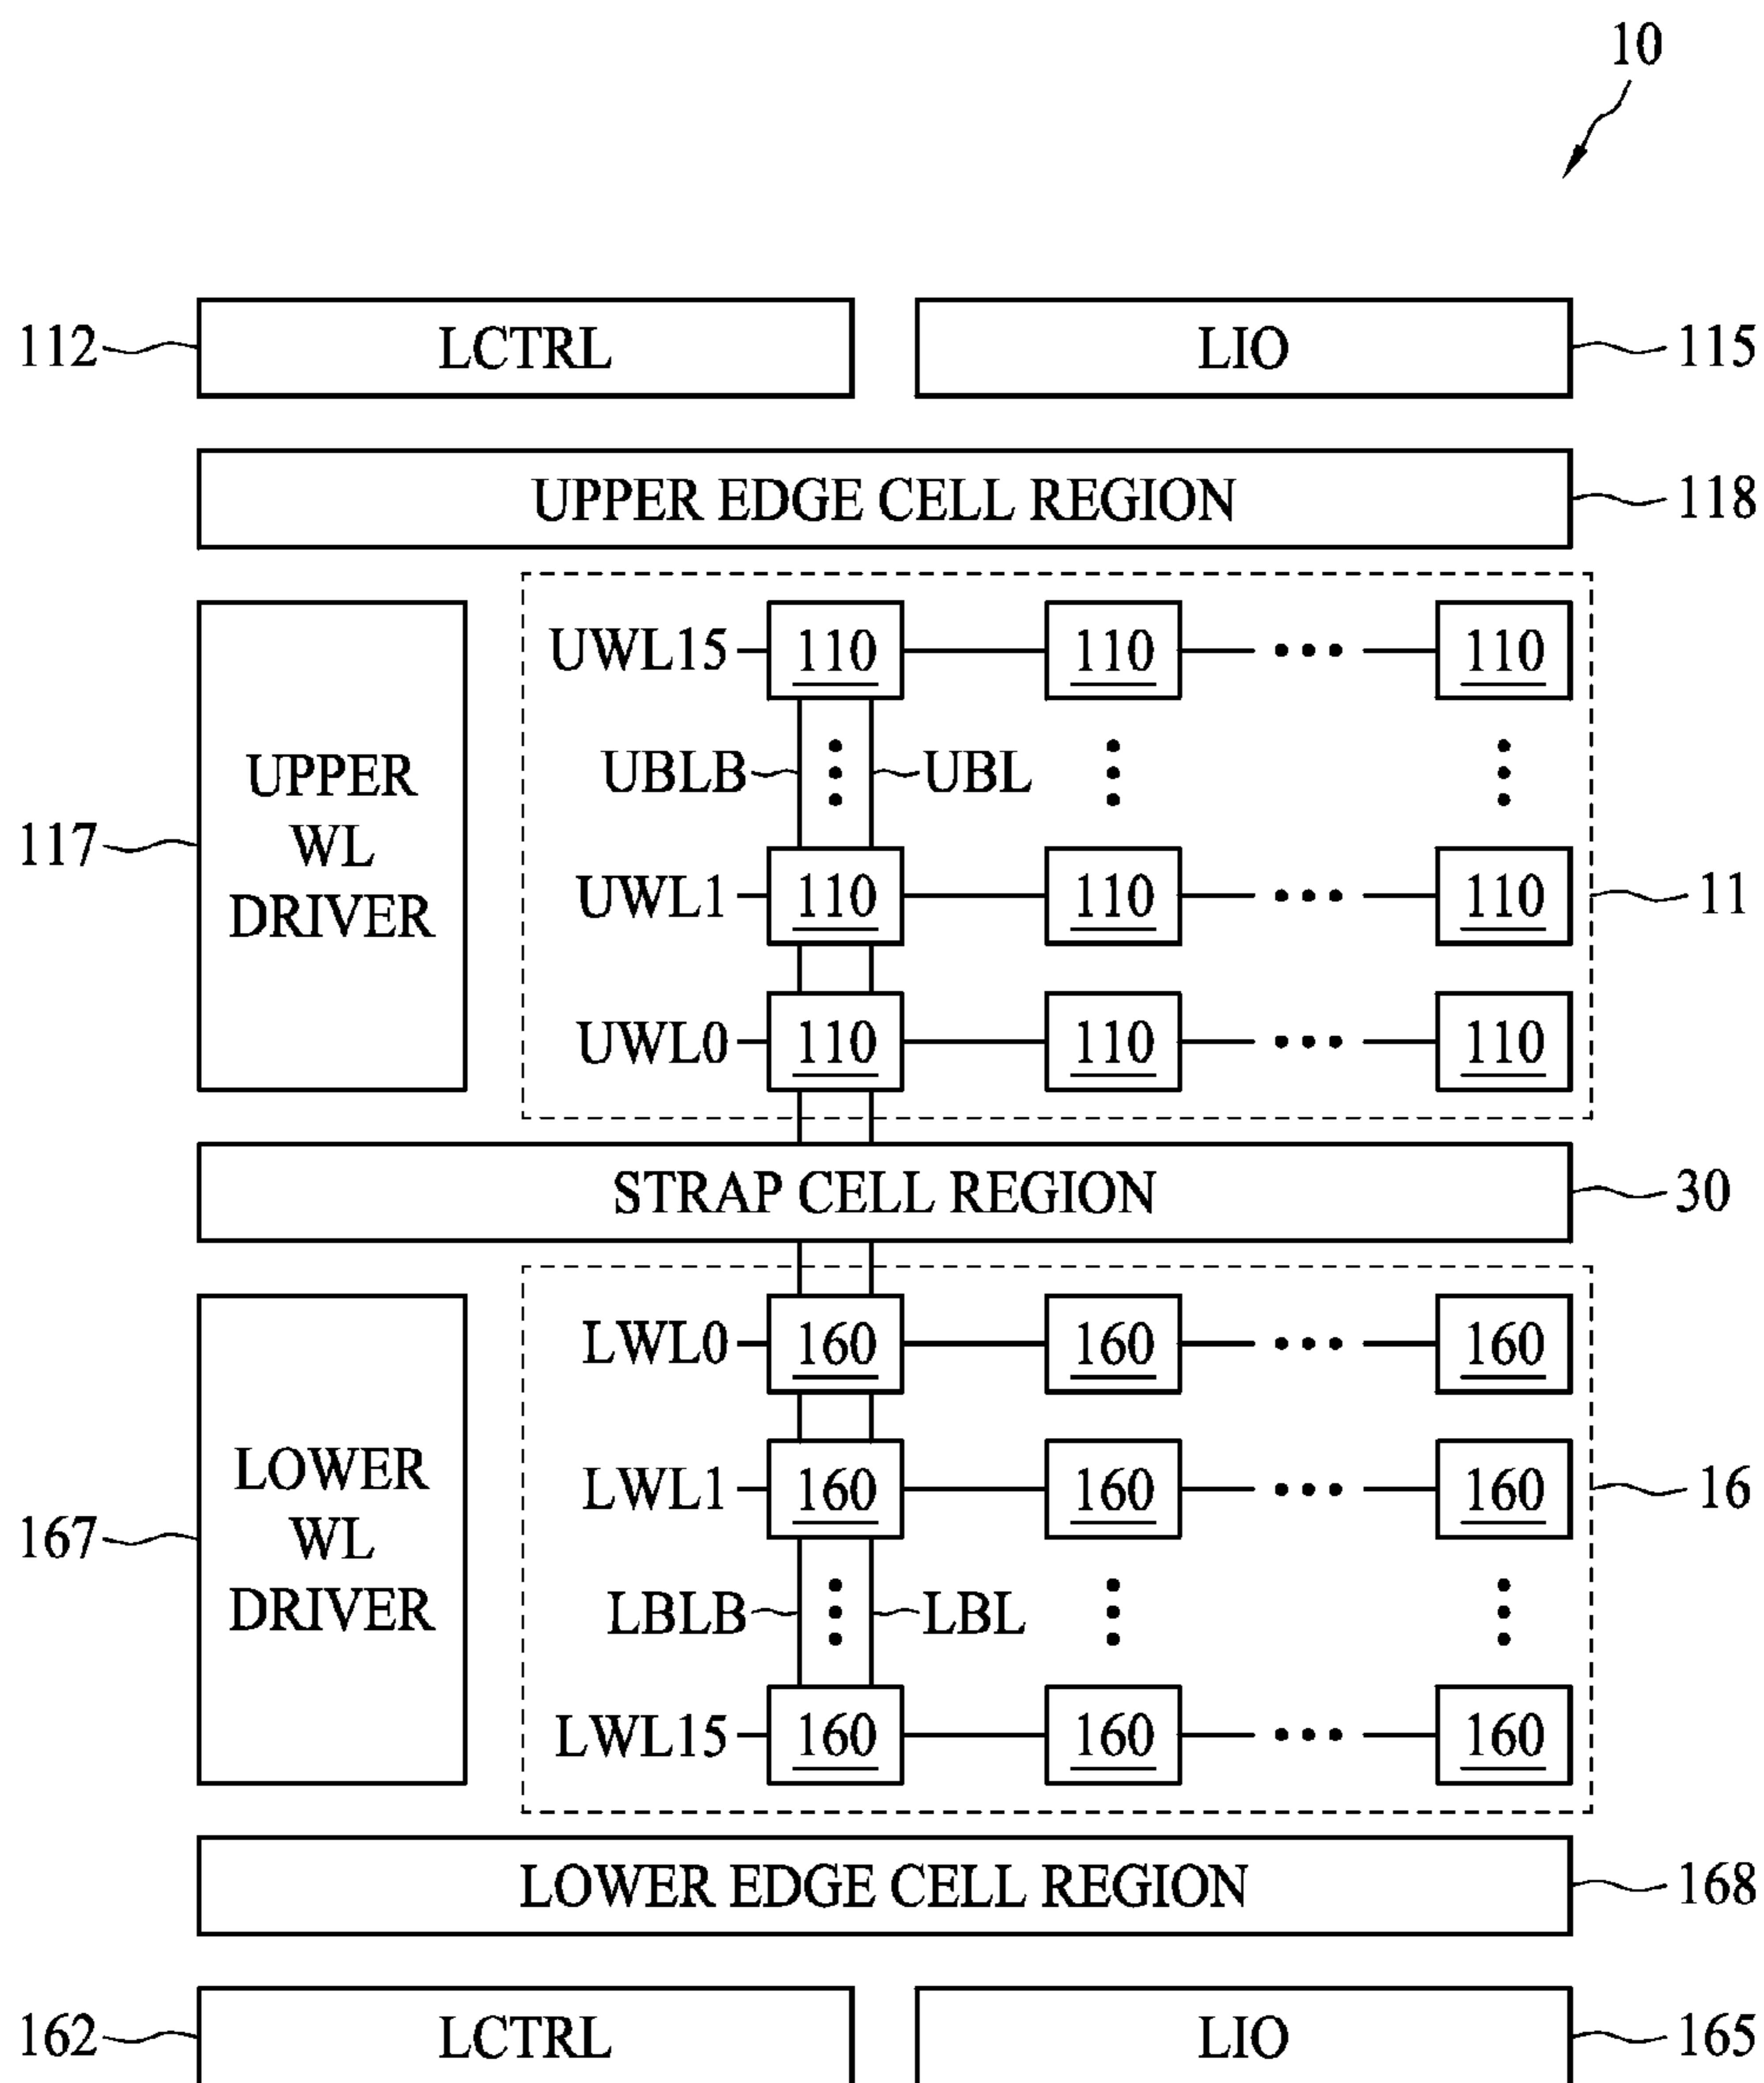 10
112 LCTRL LIO 115
UPPER EDGE CELL REGION 118
UWL15 110 110 110
UBLB UBL
117 UPPER
WL
DRIVER
UWL1 110 110 110 11
UWL0 110 110 110
STRAP CELL REGION 30
LWL0 160 160 160
167 LOWER
WL
DRIVER
LWL1 160 160 160 16
LBLB LBL
LWL15 160 160 160
LOWER EDGE CELL REGION 168
162 LCTRL LIO 165